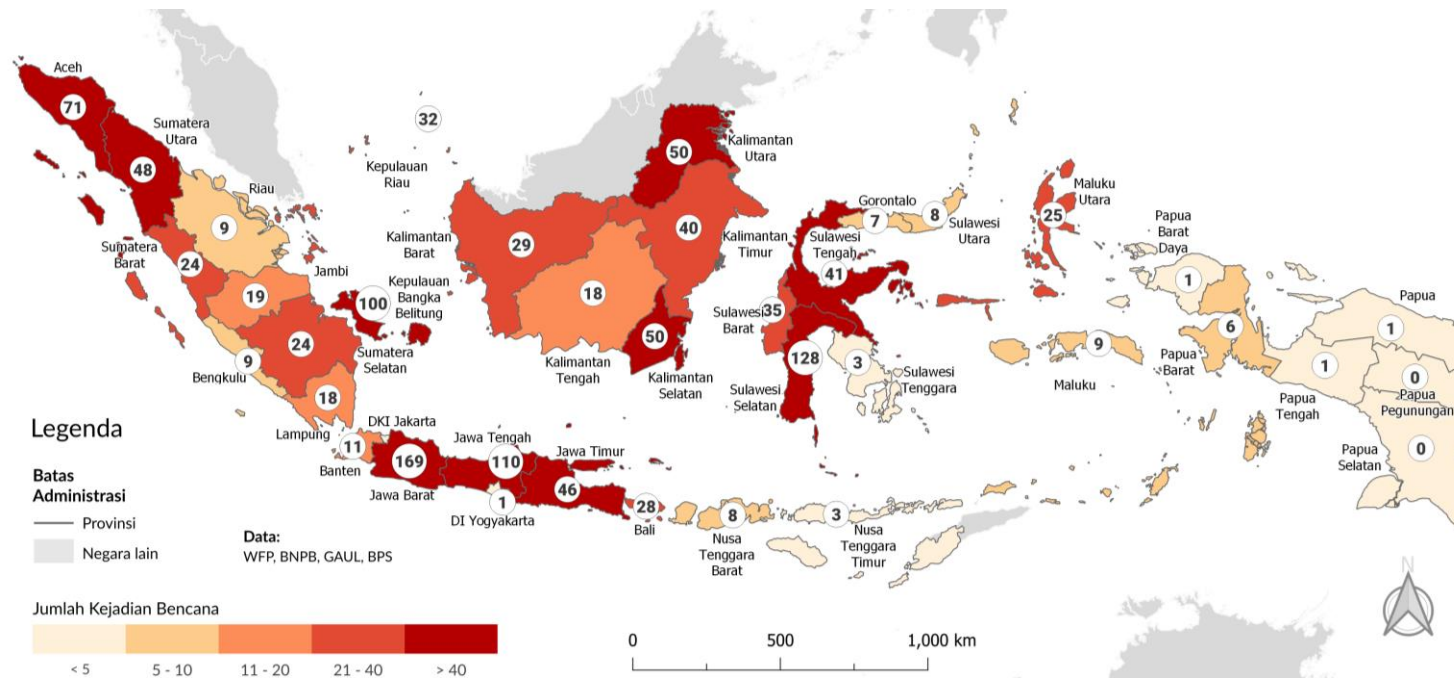 Aceh
71
Sumatera
Utara
48
32
Kepulauan
Riau
Riau
9
Sumatera
Barat
24
Jambi
19
Kepulauan
Bangka
Belitung
100
24
Sumatera
Selatan
Bengkulu
9
18
Lampung
Kalimantan
Barat
29
50
Kalimantan
Utara
40
Kalimantan
Timur
18
Kalimantan
Tengah
50
Kalimantan
Selatan
Gorontalo
7
8
Sulawesi
Utara
Sulawesi
Tengah
41
Sulawesi
Barat
35
128
Sulawesi
Selatan
3
Sulawesi
Tenggara
25
Maluku
Utara
Papua
Barat
Daya
1
6
Papua
Barat
9
Maluku
Papua
1
1
Papua
Tengah
0
Papua
Pegunungan
0
Papua
Selatan
11
Banten
DKI Jakarta
169
Jawa Barat
Jawa Tengah
110
1
DI Yogyakarta
Jawa Timur
46
28
Bali
8
Nusa
Tenggara
Barat
3
Nusa
Tenggara
Timur
Legenda
Batas
Administrasi
Provinsi
Negara lain
Data:
WFP, BNPB, GAUL, BPS
Jumlah Kejadian Bencana
< 5 5 - 10 11 - 20 21 - 40 > 40
0 500 1,000 km
N